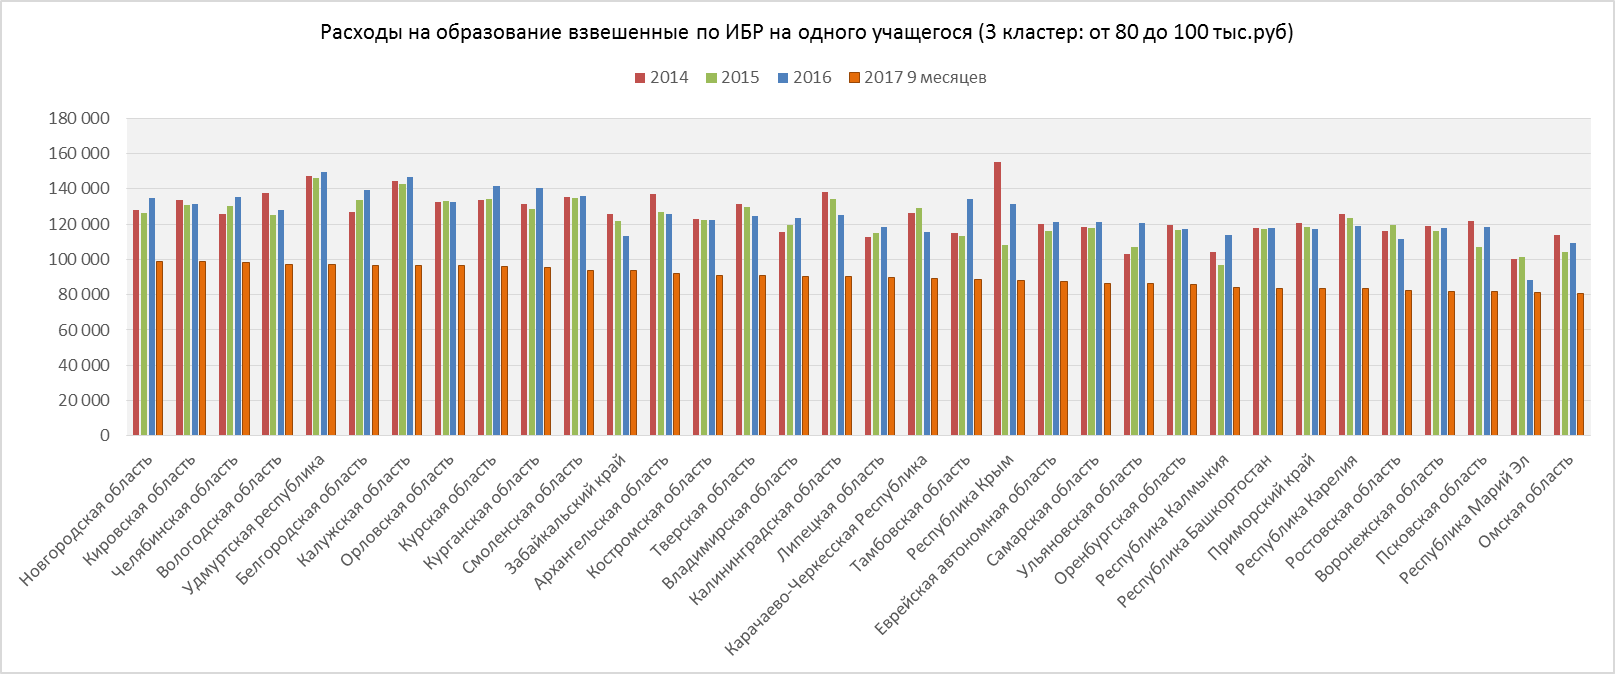 Расходы на образование взвешенные по ИБР на одного учащегося (3 кластер: от 80 до 100 тыс.руб)
2014 2015 2016 2017 9 месяцев
180 000
160 000
140 000
120 000
100 000
80 000
60 000
40 000
20 000
0
Новгородская область
Кировская область
Челябинская область
Вологодская область
Удмуртская республика
Белгородская область
Калужская область
Орловская область
Курская область
Курганская область
Смоленская область
Забайкальский край
Архангельская область
Костромская область
Тверская область
Владимирская область
Калининградская область
Липецкая область
Карачаево-Черкесская Республика
Тамбовская область
Республика Крым
Еврейская автономная область
Самарская область
Ульяновская область
Оренбургская область
Республика Калмыкия
Республика Башкортостан
Приморский край
Республика Карелия
Ростовская область
Воронежская область
Псковская область
Республика Марий Эл
Омская область